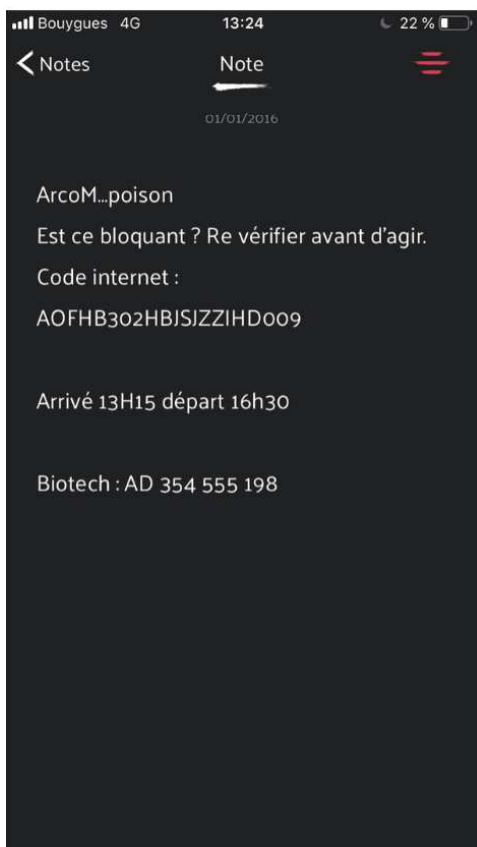 Bouygues 4G 13:24 22 %
Notes Note
01/01/2016
ArcoM...poison
Est ce bloquant ? Re vérifier avant d'agir.
Code internet :
AOFHB302HBJSJZZIHD009
Arrivé 13H15 départ 16h30
Biotech : AD 354 555 198